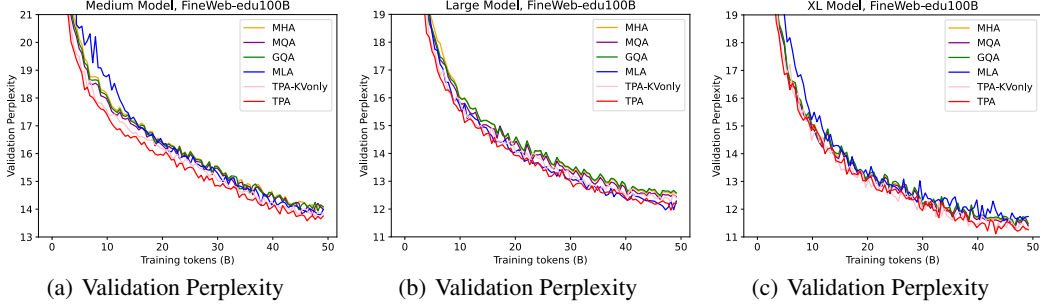 Medium Model, FineWeb-edu100B
21
20
19
18
17
16
15
14
13
Validation Perplexity
MHA
MQA
GQA
MLA
TPA-KVonly
TPA
0
10
20
30
40
50
Training tokens (B)
(a) Validation Perplexity
Large Model, FineWeb-edu100B
19
18
17
16
15
14
13
12
11
Validation Perplexity
MHA
MQA
GQA
MLA
TPA-KVonly
TPA
0
10
20
30
40
50
Training tokens (B)
(b) Validation Perplexity
XL Model, FineWeb-edu100B
19
18
17
16
15
14
13
12
11
Validation Perplexity
MHA
MQA
GQA
MLA
TPA-KVonly
TPA
0
10
20
30
40
50
Training tokens (B)
(c) Validation Perplexity